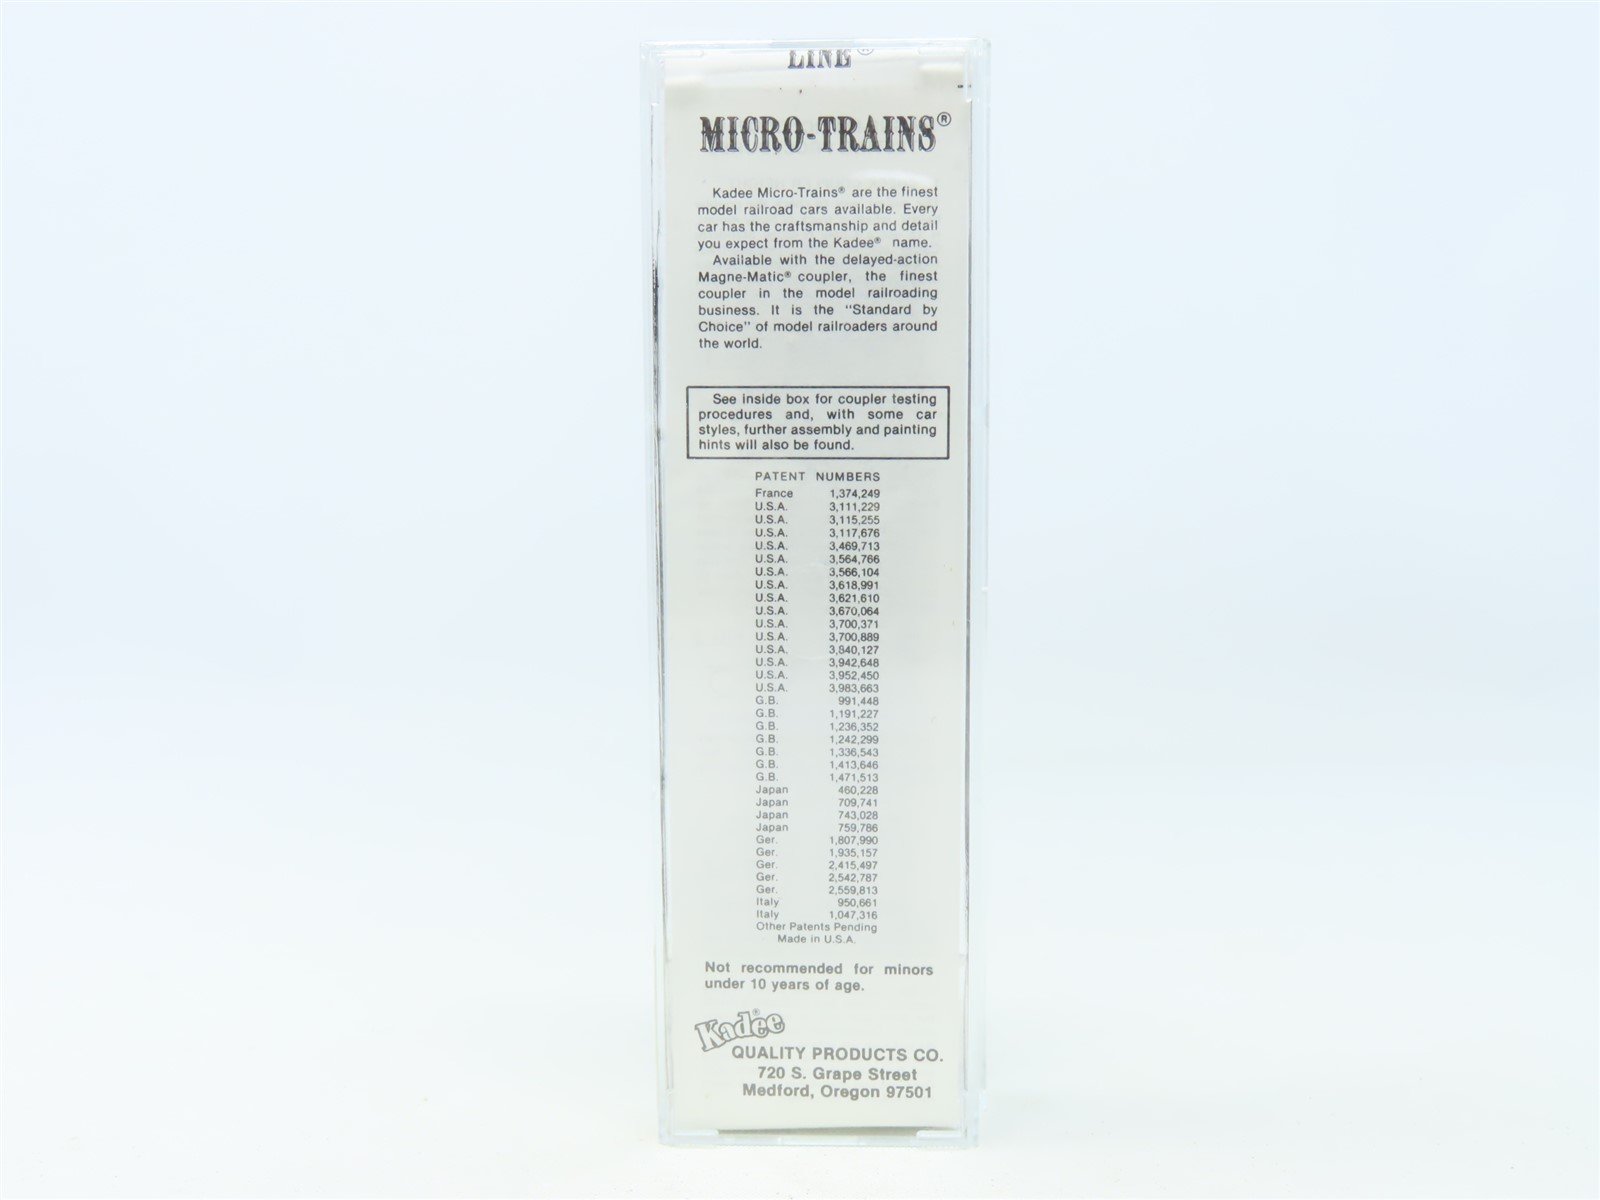 LINE®
MICRO-TRAINS®
Kadee Micro-Trains® are the finest
model railroad cars available. Every
car has the craftsmanship and detail
you expect from the Kadee® name.
Available with the delayed-action
Magne-Matic® coupler, the finest
coupler in the model railroading
business. It is the "Standard by
Choice" of model railroaders around
the world.
See inside box for coupler testing
procedures and, with some car
styles, further assembly and painting
hints will also be found.
PATENT NUMBERS
France 1,374,249
U.S.A. 3,111,229
U.S.A. 3,115,255
U.S.A. 3,117,676
U.S.A. 3,469,713
U.S.A. 3,564,766
U.S.A. 3,566,104
U.S.A. 3,618,991
U.S.A. 3,621,610
U.S.A. 3,670,064
U.S.A. 3,700,371
U.S.A. 3,700,889
U.S.A. 3,840,127
U.S.A. 3,942,648
U.S.A. 3,952,450
U.S.A. 3,983,663
G.B. 991,448
G.B. 1,191,227
G.B. 1,236,352
G.B. 1,242,299
G.B. 1,336,543
G.B. 1,413,646
G.B. 1,471,513
Japan 460,228
Japan 709,741
Japan 743,028
Japan 759,786
Ger. 1,807,990
Ger. 1,935,157
Ger. 2,415,497
Ger. 2,542,787
Ger. 2,559,813
Italy 950,661
Italy 1,047,316
Other Patents Pending
Made in U.S.A.
Not recommended for minors
under 10 years of age.
Kadee®
QUALITY PRODUCTS CO.
720 S. Grape Street
Medford, Oregon 97501